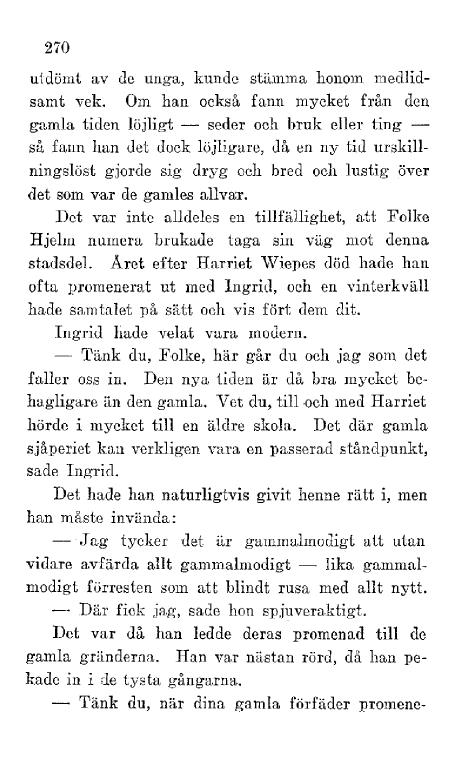 270
utdömt av de unga, kunde stämma honom medlid-
samt vek. Om han också fann mycket från den
gamla tiden löjligt — seder och bruk eller ting —
så fann han det dock löjligare, då en ny tid urskill-
ningslöst gjorde sig dryg och bred och lustig över
det som var de gamles allvar.
Det var inte alldeles en tillfällighet, att Folke
Hjelm numera brukade taga sin väg mot denna
stadsdel. Året efter Harriet Wiepes död hade han
ofta promenerat ut med Ingrid, och en vinterkväll
hade samtalet på sätt och vis fört dem dit.
Ingrid hade velat vara modern.
— Tänk du, Folke, här går du och jag som det
faller oss in. Den nya tiden är då bra mycket be-
hagligare än den gamla. Vet du, till och med Harriet
hörde i mycket till en äldre skola. Det där gamla
sjåperiet kan verkligen vara en passerad ståndpunkt,
sade Ingrid.
Det hade han naturligtvis givit henne rätt i, men
han måste invända:
— Jag tycker det är gammalmodigt att utan
vidare avfärda allt gammalmodigt — lika gammal-
modigt förresten som att blindt rusa med allt nytt.
— Där fick jag, sade hon spjuveraktigt.
Det var då han ledde deras promenad till de
gamla gränderna. Han var nästan rörd, då han pe-
kade in i de tysta gångarna.
— Tänk du, när dina gamla förfäder promene-